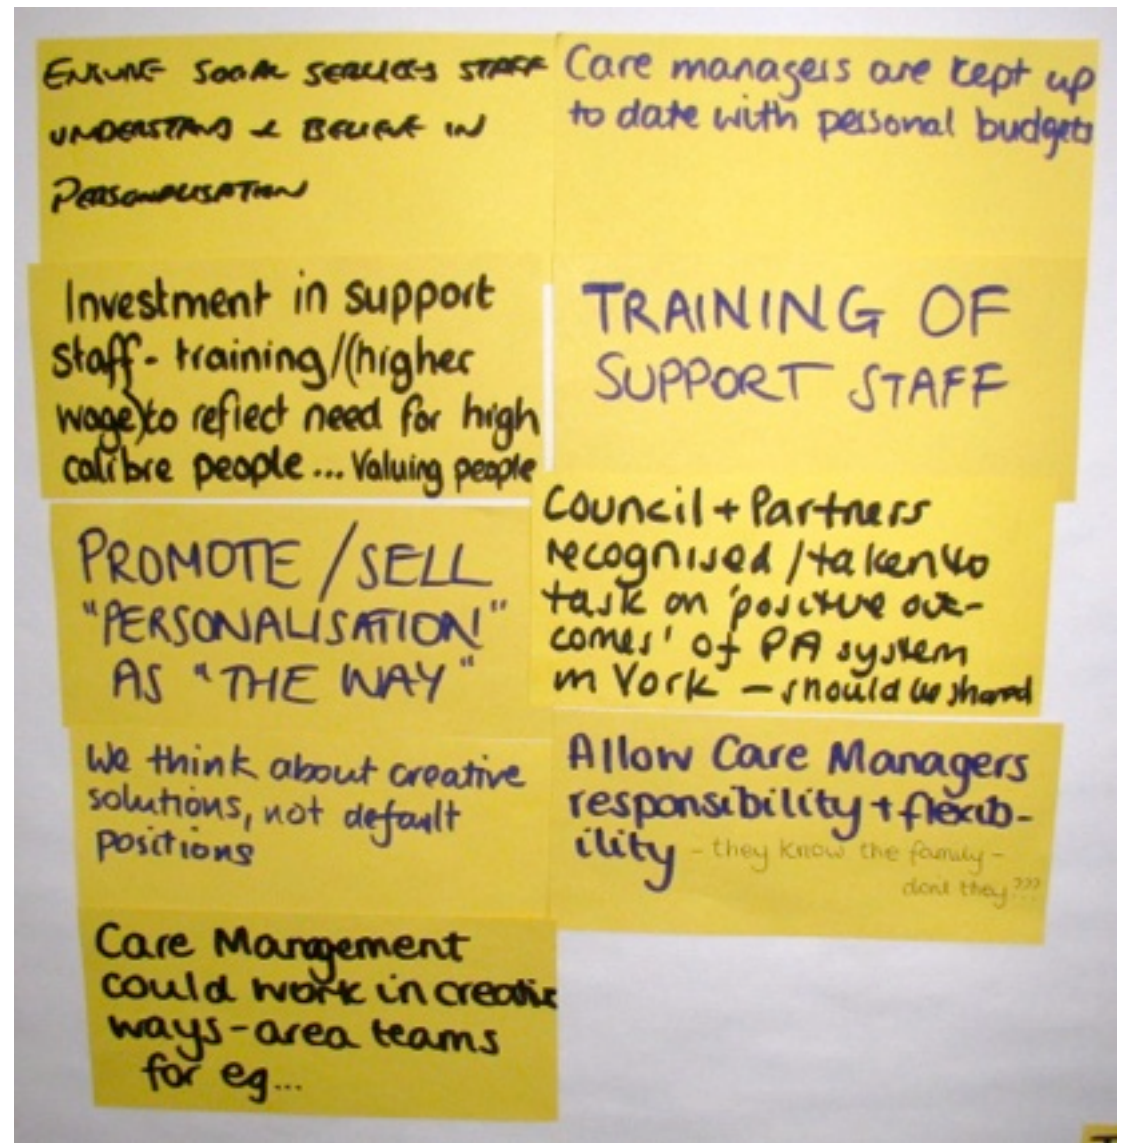 ENSURE SOCIAL SERVICES STAFF
UNDERSTAND & BELIEVE IN
PERSONALISATION
Care managers are kept up
to date with personal budgets
Investment in support
staff - training/(higher
wage) to reflect need for high
calibre people... Valuing people
TRAINING OF
SUPPORT STAFF
PROMOTE / SELL
"PERSONALISATION"
AS "THE WAY"
Council + Partners
recognised / taken to
task on 'positive out-
comes' of PA system
in York - should be shared
We think about creative
solutions, not default
positions
Allow Care Managers
responsibility + flexib-
ility - they know the family -
dont they???
Care Management
could work in creative
ways - area teams
for eg...